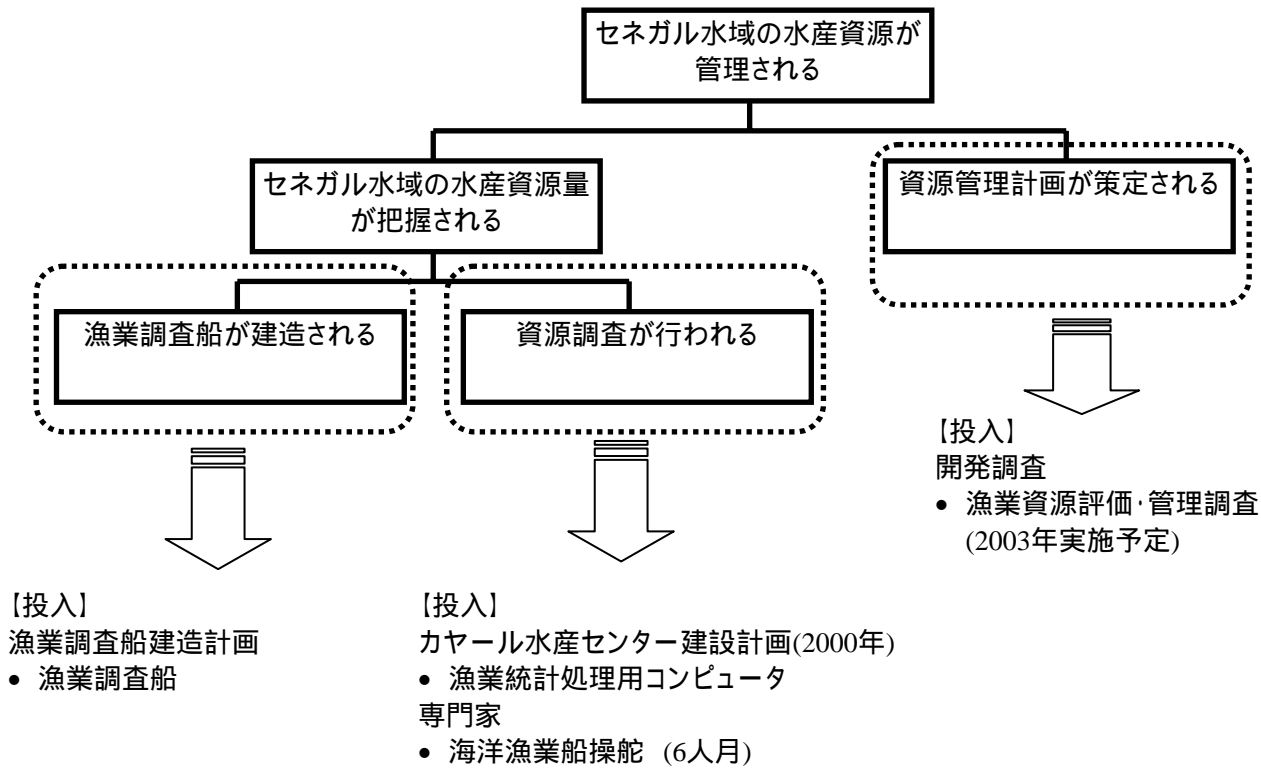 セネガル水域の水産資源が
管理される
セネガル水域の水産資源量
が把握される
資源管理計画が策定される
漁業調査船が建造される
資源調査が行われる
【投入】
開発調査
• 漁業資源評価・管理調査
(2003年実施予定)
【投入】
漁業調査船建造計画
• 漁業調査船
【投入】
カヤール水産センター建設計画(2000年)
• 漁業統計処理用コンピュータ
専門家
• 海洋漁業船操舵 (6人月)